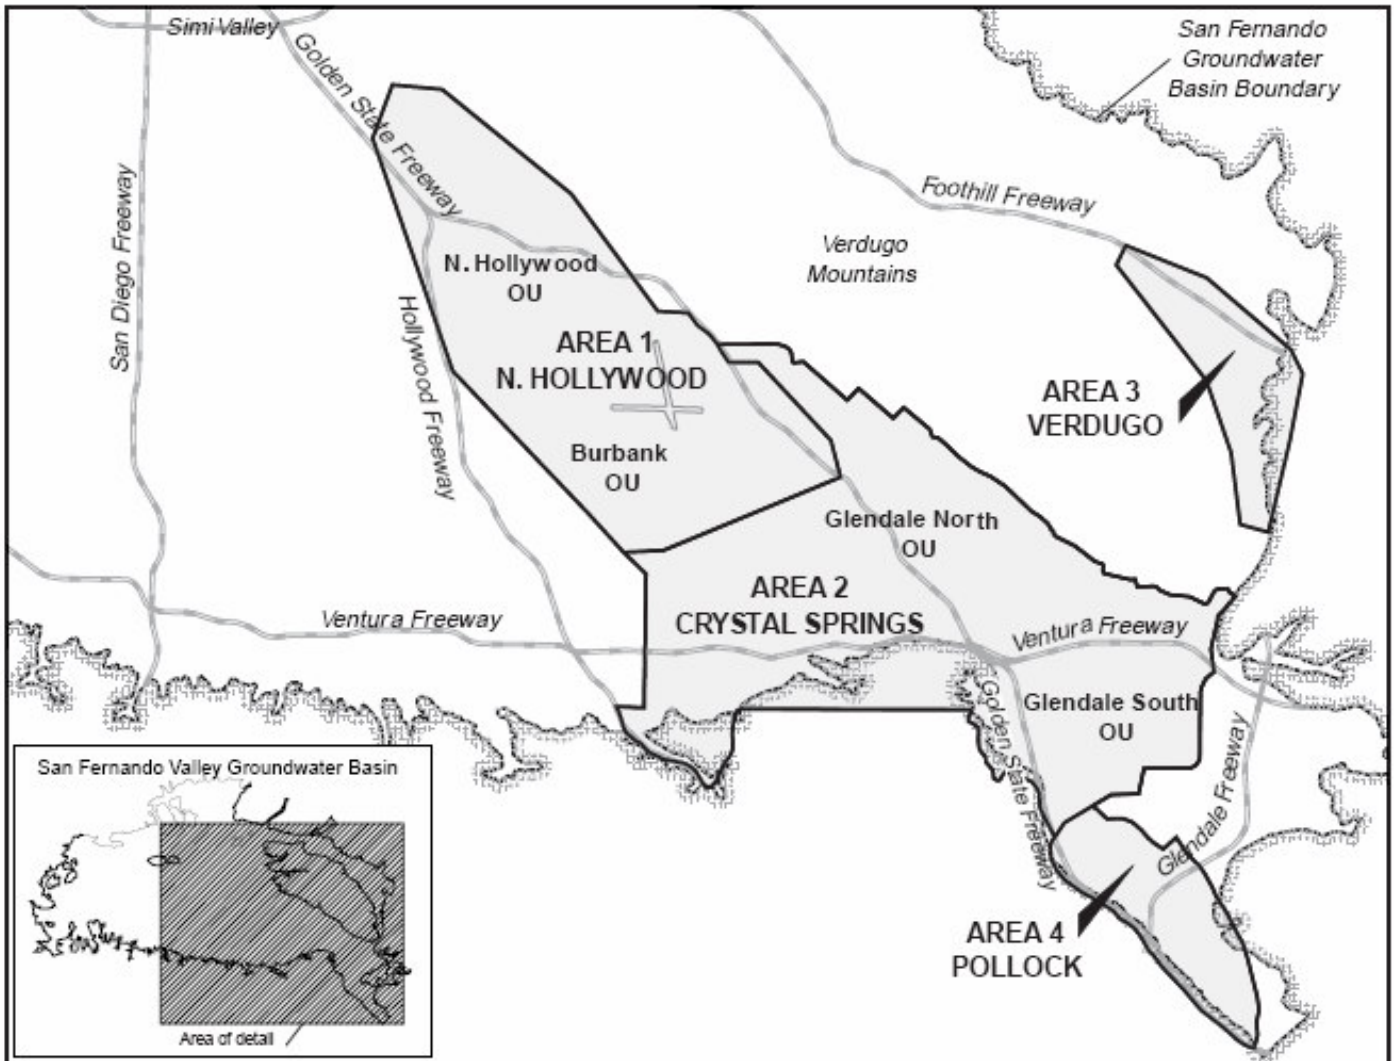 Simi Valley
Golden State Freeway
San Fernando
Groundwater
Basin Boundary
San Diego Freeway
Foothill Freeway
Verdugo
Mountains
N. Hollywood
OU
Hollywood Freeway
AREA 1
N. HOLLYWOOD
AREA 3
VERDUGO
Burbank
OU
Glendale North
OU
AREA 2
CRYSTAL SPRINGS
Ventura Freeway
Ventura Freeway
Glendale South
OU
Golden State Freeway
Glendale Freeway
AREA 4
POLLOCK
San Fernando Valley Groundwater Basin
Area of detail